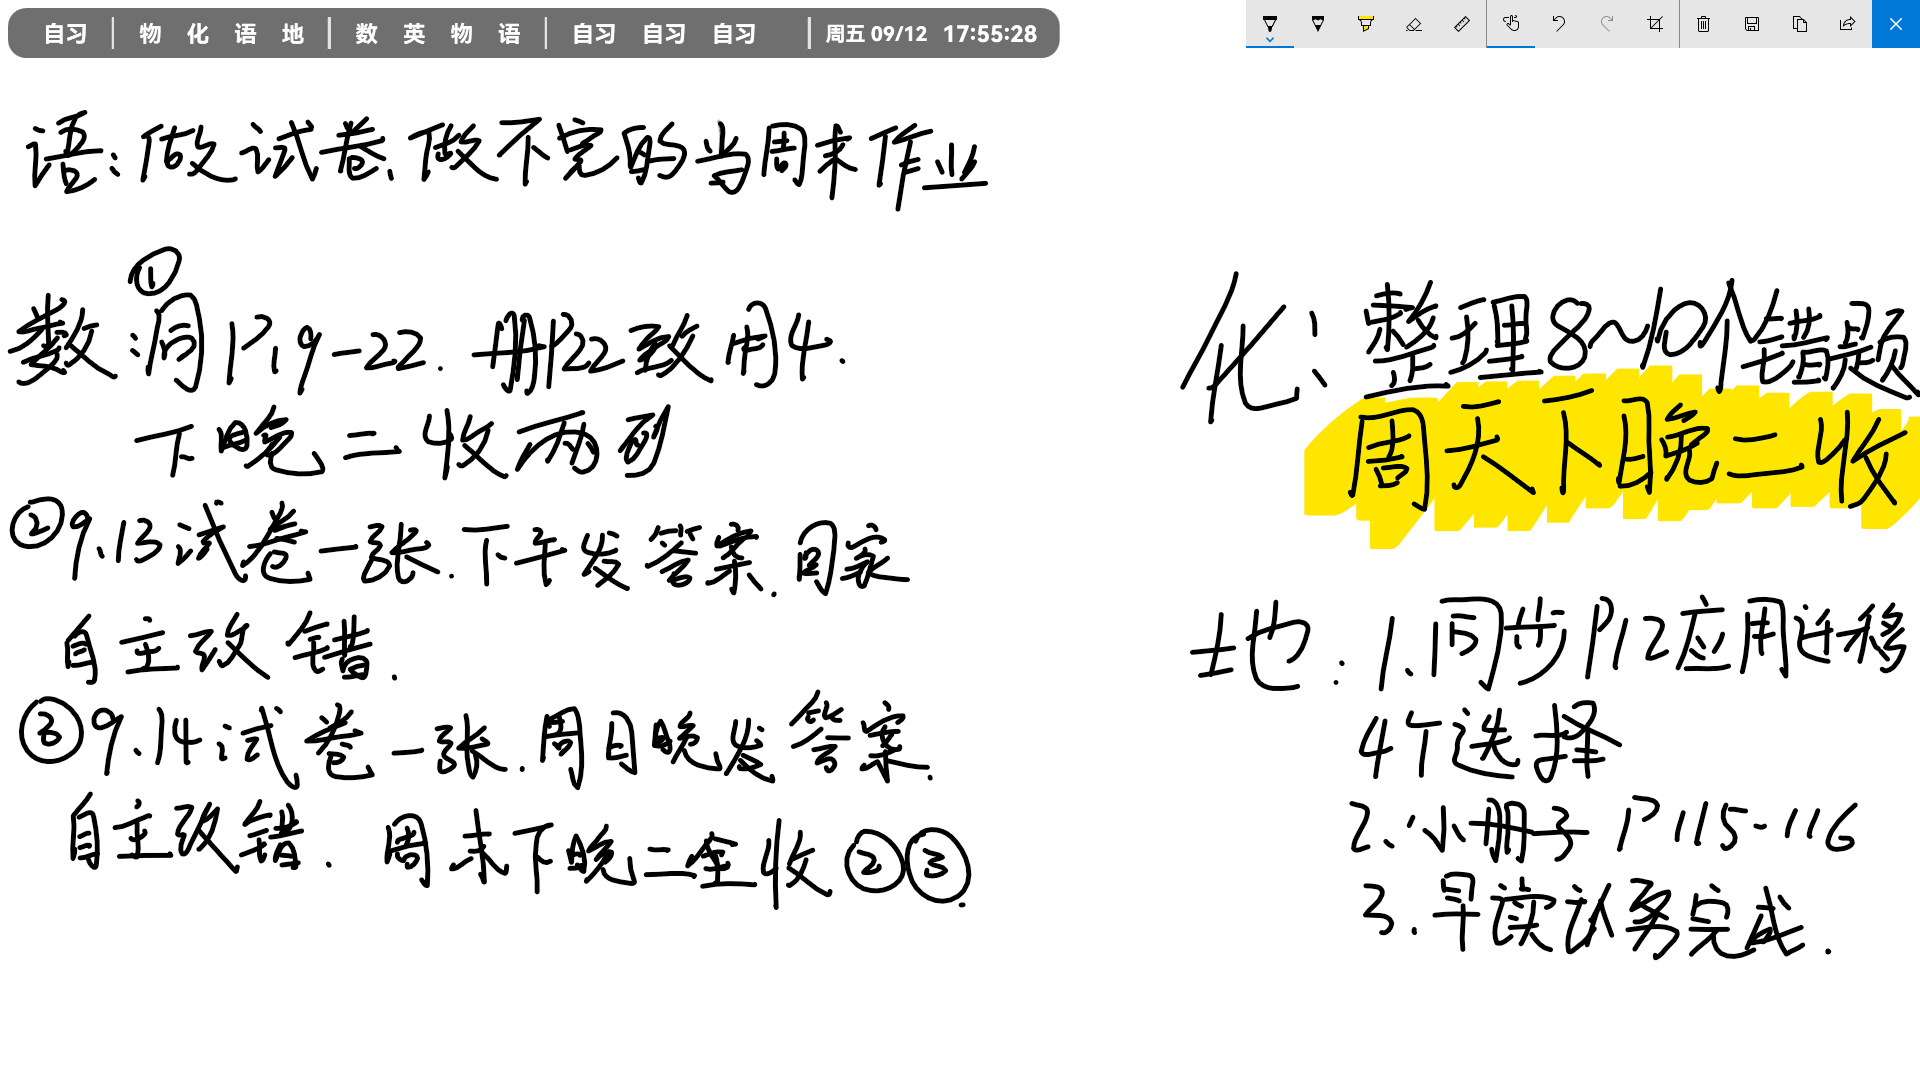 自习 | 物 化 语 地 | 数 英 物 语 | 自习 自习 自习 | 周五 09/12 17:55:28
语:做试卷、做不完的当周末作业
①
数:同P19-22. 册P22致用4.
下晚二收两列
②9.13试卷一张.下午发答案.回家
自主改错.
③9.14试卷一张.周日晚发答案.
自主改错. 周末下晚二全收②③.
化:整理8~10个错题
周天下晚二收
地:1.同步P12应用迁移
4个选择
2.小册子P115-116
3.早读认务完成.